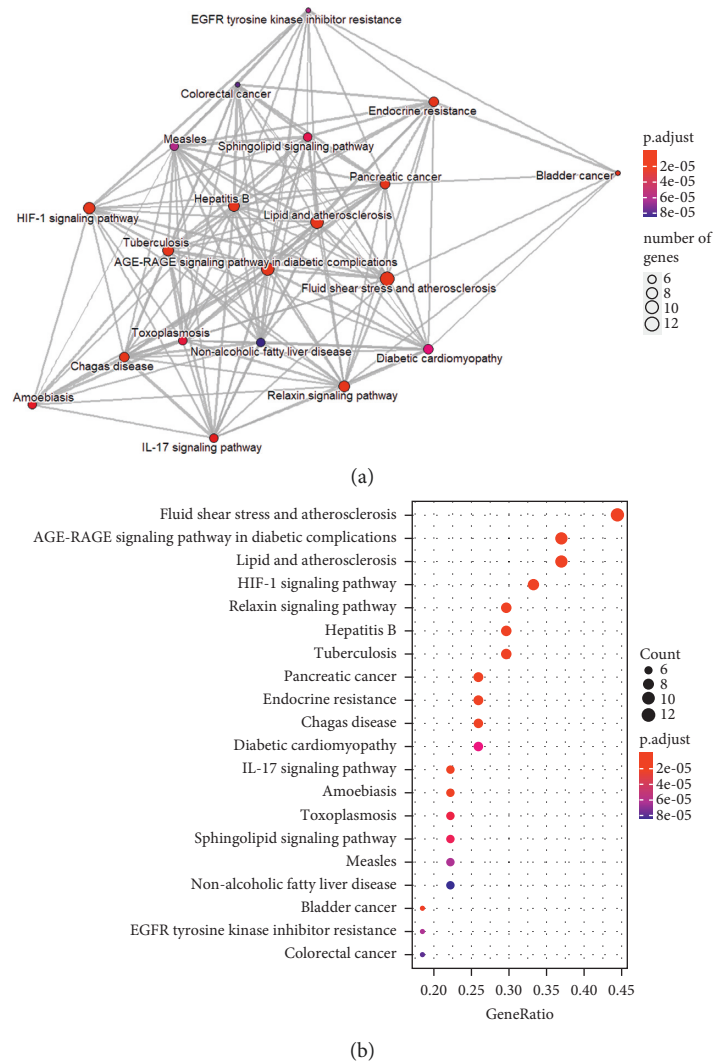 EGFR tyrosine kinase inhibitor resistance
Colorectal cancer
Endocrine resistance
Measles
Sphingolipid signaling pathway
Pancreatic cancer
Bladder cancer
Hepatitis B
HIF-1 signaling pathway
Lipid and atherosclerosis
Tuberculosis
AGE-RAGE signaling pathway in diabetic complications
Fluid shear stress and atherosclerosis
Toxoplasmosis
Non-alcoholic fatty liver disease
Diabetic cardiomyopathy
Chagas disease
Amoebiasis
Relaxin signaling pathway
IL-17 signaling pathway
p.adjust
2e-05
4e-05
6e-05
8e-05
number of
genes
6
8
10
12
(a)
Fluid shear stress and atherosclerosis
AGE-RAGE signaling pathway in diabetic complications
Lipid and atherosclerosis
HIF-1 signaling pathway
Relaxin signaling pathway
Hepatitis B
Tuberculosis
Pancreatic cancer
Endocrine resistance
Chagas disease
Diabetic cardiomyopathy
IL-17 signaling pathway
Amoebiasis
Toxoplasmosis
Sphingolipid signaling pathway
Measles
Non-alcoholic fatty liver disease
Bladder cancer
EGFR tyrosine kinase inhibitor resistance
Colorectal cancer
0.20 0.25 0.30 0.35 0.40 0.45
GeneRatio
Count
6
8
10
12
p.adjust
2e-05
4e-05
6e-05
8e-05
(b)